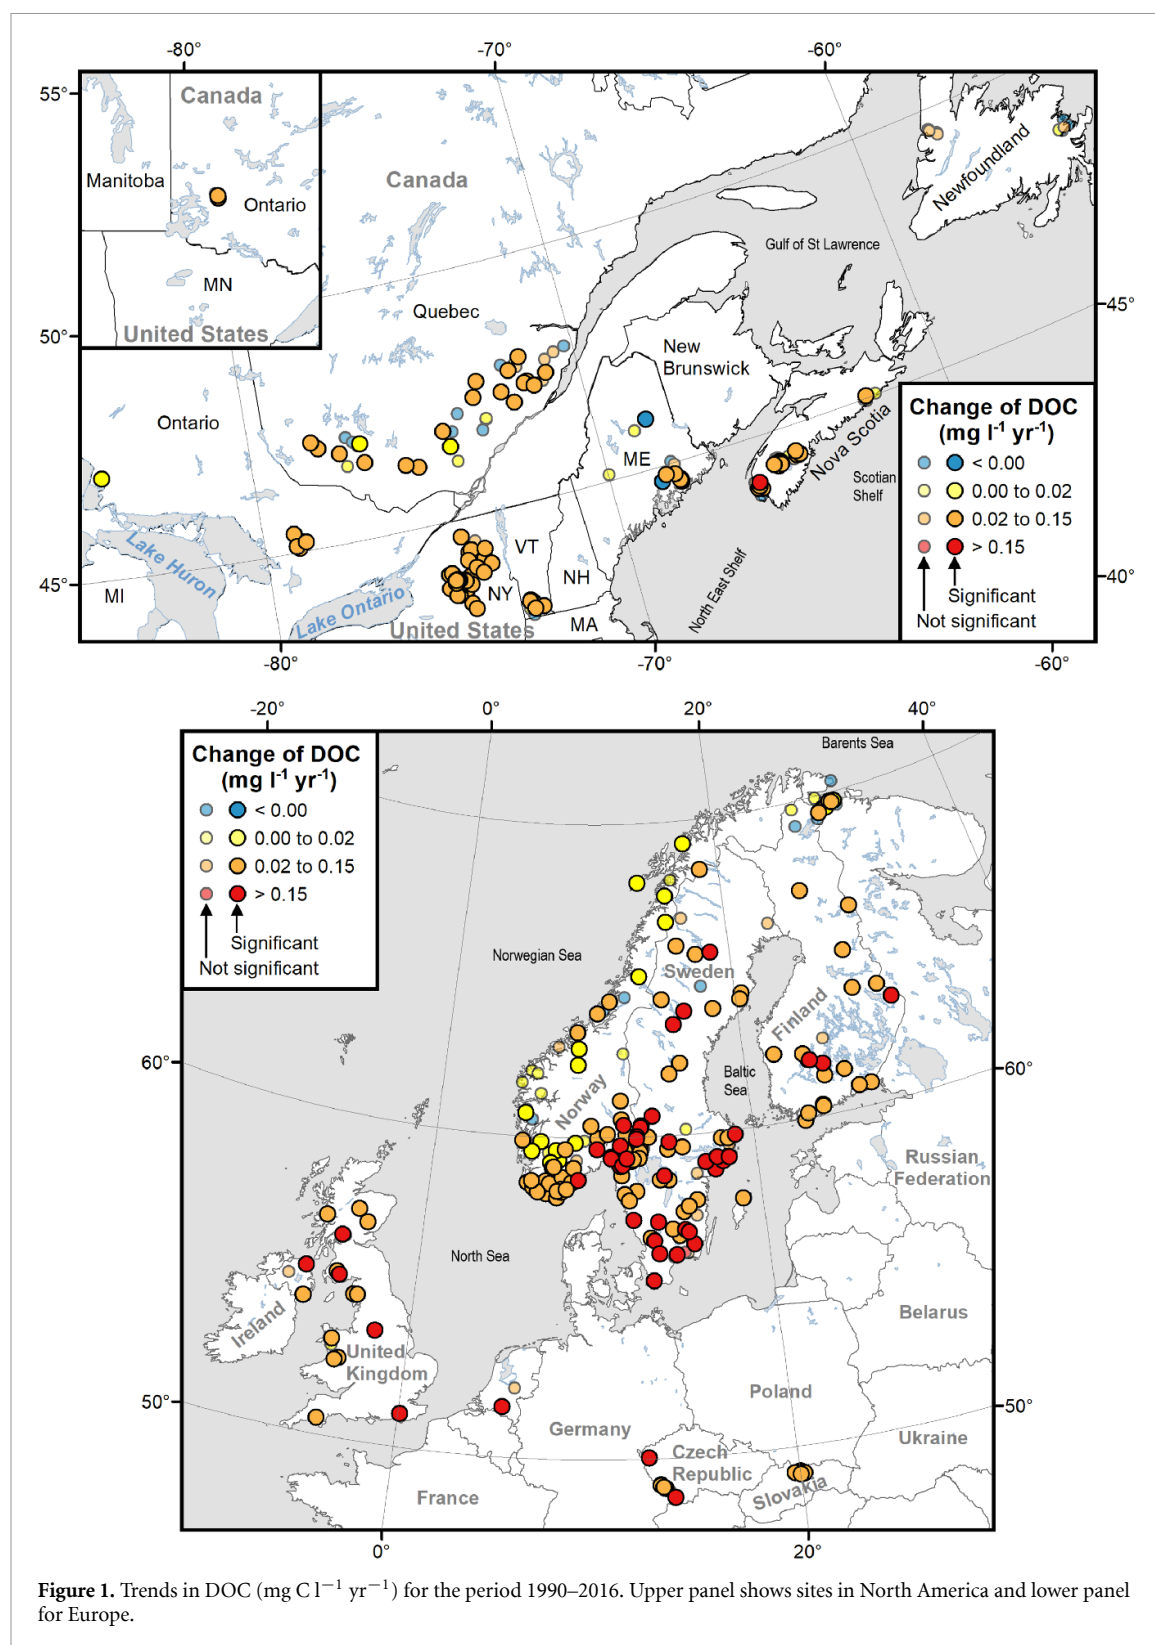 -80°
-70°
-60°
55°
50°
45°
45°
40°
Canada
Manitoba
Ontario
MN
United States
Canada
Quebec
Ontario
Gulf of St Lawrence
Newfoundland
New
Brunswick
ME
Nova Scotia
Scotian
Shelf
North East Shelf
VT
NH
NY
MA
MI
Lake Huron
Lake Ontario
United States
Change of DOC
(mg l⁻¹ yr⁻¹)
< 0.00
0.00 to 0.02
0.02 to 0.15
> 0.15
Significant
Not significant
-80°
-70°
-60°
-20°
0°
20°
40°
Change of DOC
(mg l⁻¹ yr⁻¹)
< 0.00
0.00 to 0.02
0.02 to 0.15
> 0.15
Significant
Not significant
Barents Sea
Norwegian Sea
Sweden
Finland
Norway
Baltic
Sea
60°
60°
Russian
Federation
North Sea
Ireland
United
Kingdom
Belarus
Poland
50°
50°
Germany
Ukraine
Czech
Republic
Slovakia
France
0°
20°
Figure 1. Trends in DOC (mg C l⁻¹ yr⁻¹) for the period 1990–2016. Upper panel shows sites in North America and lower panel
for Europe.